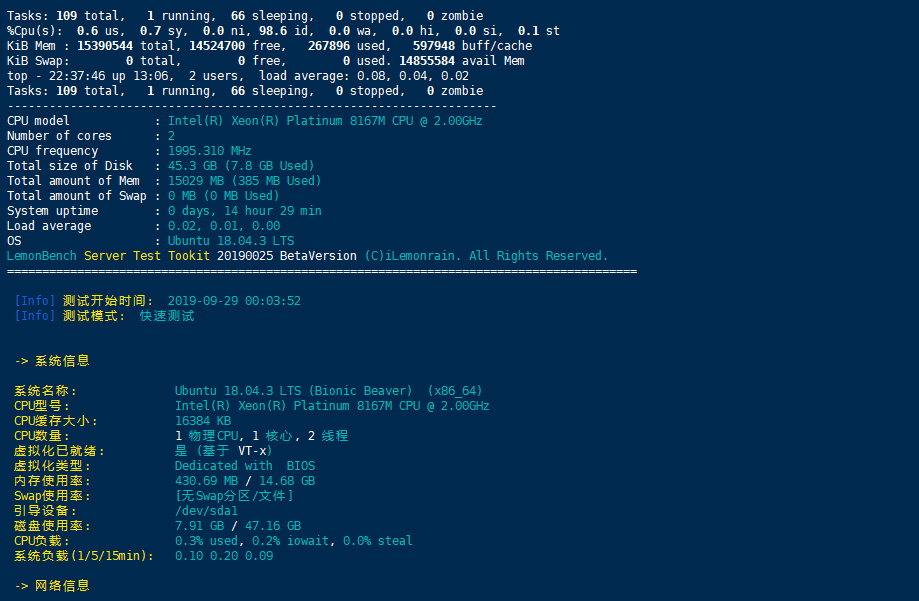 Tasks: 109 total,   1 running,  66 sleeping,   0 stopped,   0 zombie
%Cpu(s):  0.6 us,  0.7 sy,  0.0 ni, 98.6 id,  0.0 wa,  0.0 hi,  0.0 si,  0.1 st
KiB Mem : 15390544 total, 14524700 free,   267896 used,   597948 buff/cache
KiB Swap:        0 total,        0 free,        0 used. 14855584 avail Mem
top - 22:37:46 up 13:06,  2 users,  load average: 0.08, 0.04, 0.02
Tasks: 109 total,   1 running,  66 sleeping,   0 stopped,   0 zombie
----------------------------------------------------------------------
CPU model            : Intel(R) Xeon(R) Platinum 8167M CPU @ 2.00GHz
Number of cores      : 2
CPU frequency        : 1995.310 MHz
Total size of Disk   : 45.3 GB (7.8 GB Used)
Total amount of Mem  : 15029 MB (385 MB Used)
Total amount of Swap : 0 MB (0 MB Used)
System uptime        : 0 days, 14 hour 29 min
Load average         : 0.02, 0.01, 0.00
OS                   : Ubuntu 18.04.3 LTS
LemonBench Server Test Tookit 20190025 BetaVersion (C)iLemonrain. All Rights Reserved.
==========================================================================================
[Info] 测试开始时间:  2019-09-29 00:03:52
[Info] 测试模式:  快速测试
-> 系统信息
系统名称:              Ubuntu 18.04.3 LTS (Bionic Beaver)  (x86_64)
CPU型号:               Intel(R) Xeon(R) Platinum 8167M CPU @ 2.00GHz
CPU缓存大小:           16384 KB
CPU数量:               1 物理CPU, 1 核心, 2 线程
虚拟化已就绪:          是 (基于 VT-x)
虚拟化类型:            Dedicated with  BIOS
内存使用率:            430.69 MB / 14.68 GB
Swap使用率:            [无Swap分区/文件]
引导设备:              /dev/sda1
磁盘使用率:            7.91 GB / 47.16 GB
CPU负载:               0.3% used, 0.2% iowait, 0.0% steal
系统负载(1/5/15min):   0.10 0.20 0.09
-> 网络信息